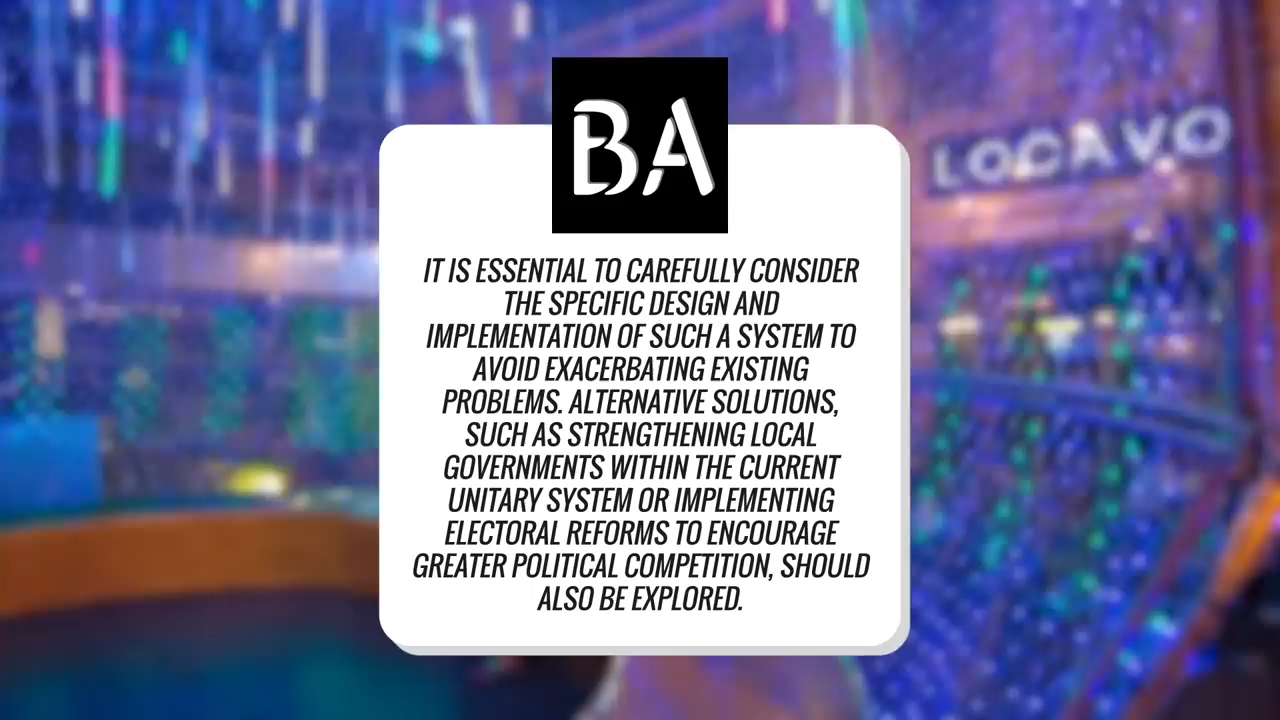 BA
LOCAVO
IT IS ESSENTIAL TO CAREFULLY CONSIDER
THE SPECIFIC DESIGN AND
IMPLEMENTATION OF SUCH A SYSTEM TO
AVOID EXACERBATING EXISTING
PROBLEMS. ALTERNATIVE SOLUTIONS,
SUCH AS STRENGTHENING LOCAL
GOVERNMENTS WITHIN THE CURRENT
UNITARY SYSTEM OR IMPLEMENTING
ELECTORAL REFORMS TO ENCOURAGE
GREATER POLITICAL COMPETITION, SHOULD
ALSO BE EXPLORED.